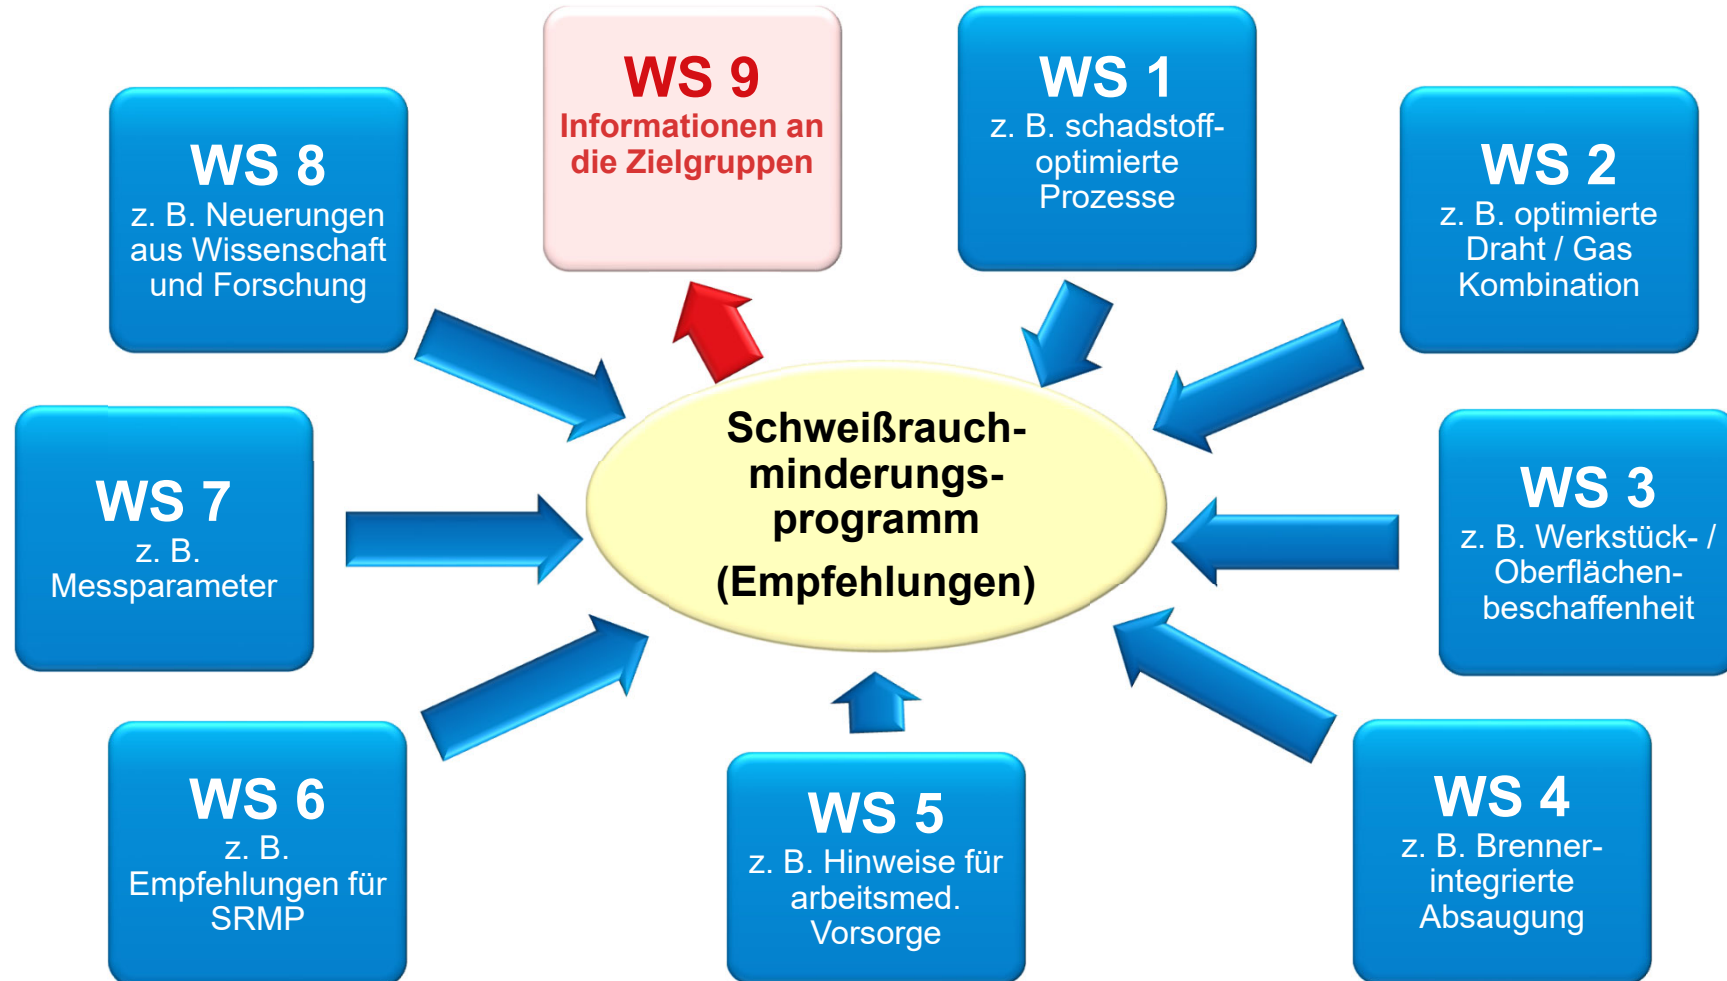 WS 9
Informationen an
die Zielgruppen
WS 1
z. B. schadstoff-
optimierte
Prozesse
WS 8
z. B. Neuerungen
aus Wissenschaft
und Forschung
WS 2
z. B. optimierte
Draht / Gas
Kombination
Schweißrauch-
minderungs-
programm
(Empfehlungen)
WS 7
z. B.
Messparameter
WS 3
z. B. Werkstück- /
Oberflächen-
beschaffenheit
WS 6
z. B.
Empfehlungen für
SRMP
WS 5
z. B. Hinweise für
arbeitsmed.
Vorsorge
WS 4
z. B. Brenner-
integrierte
Absaugung